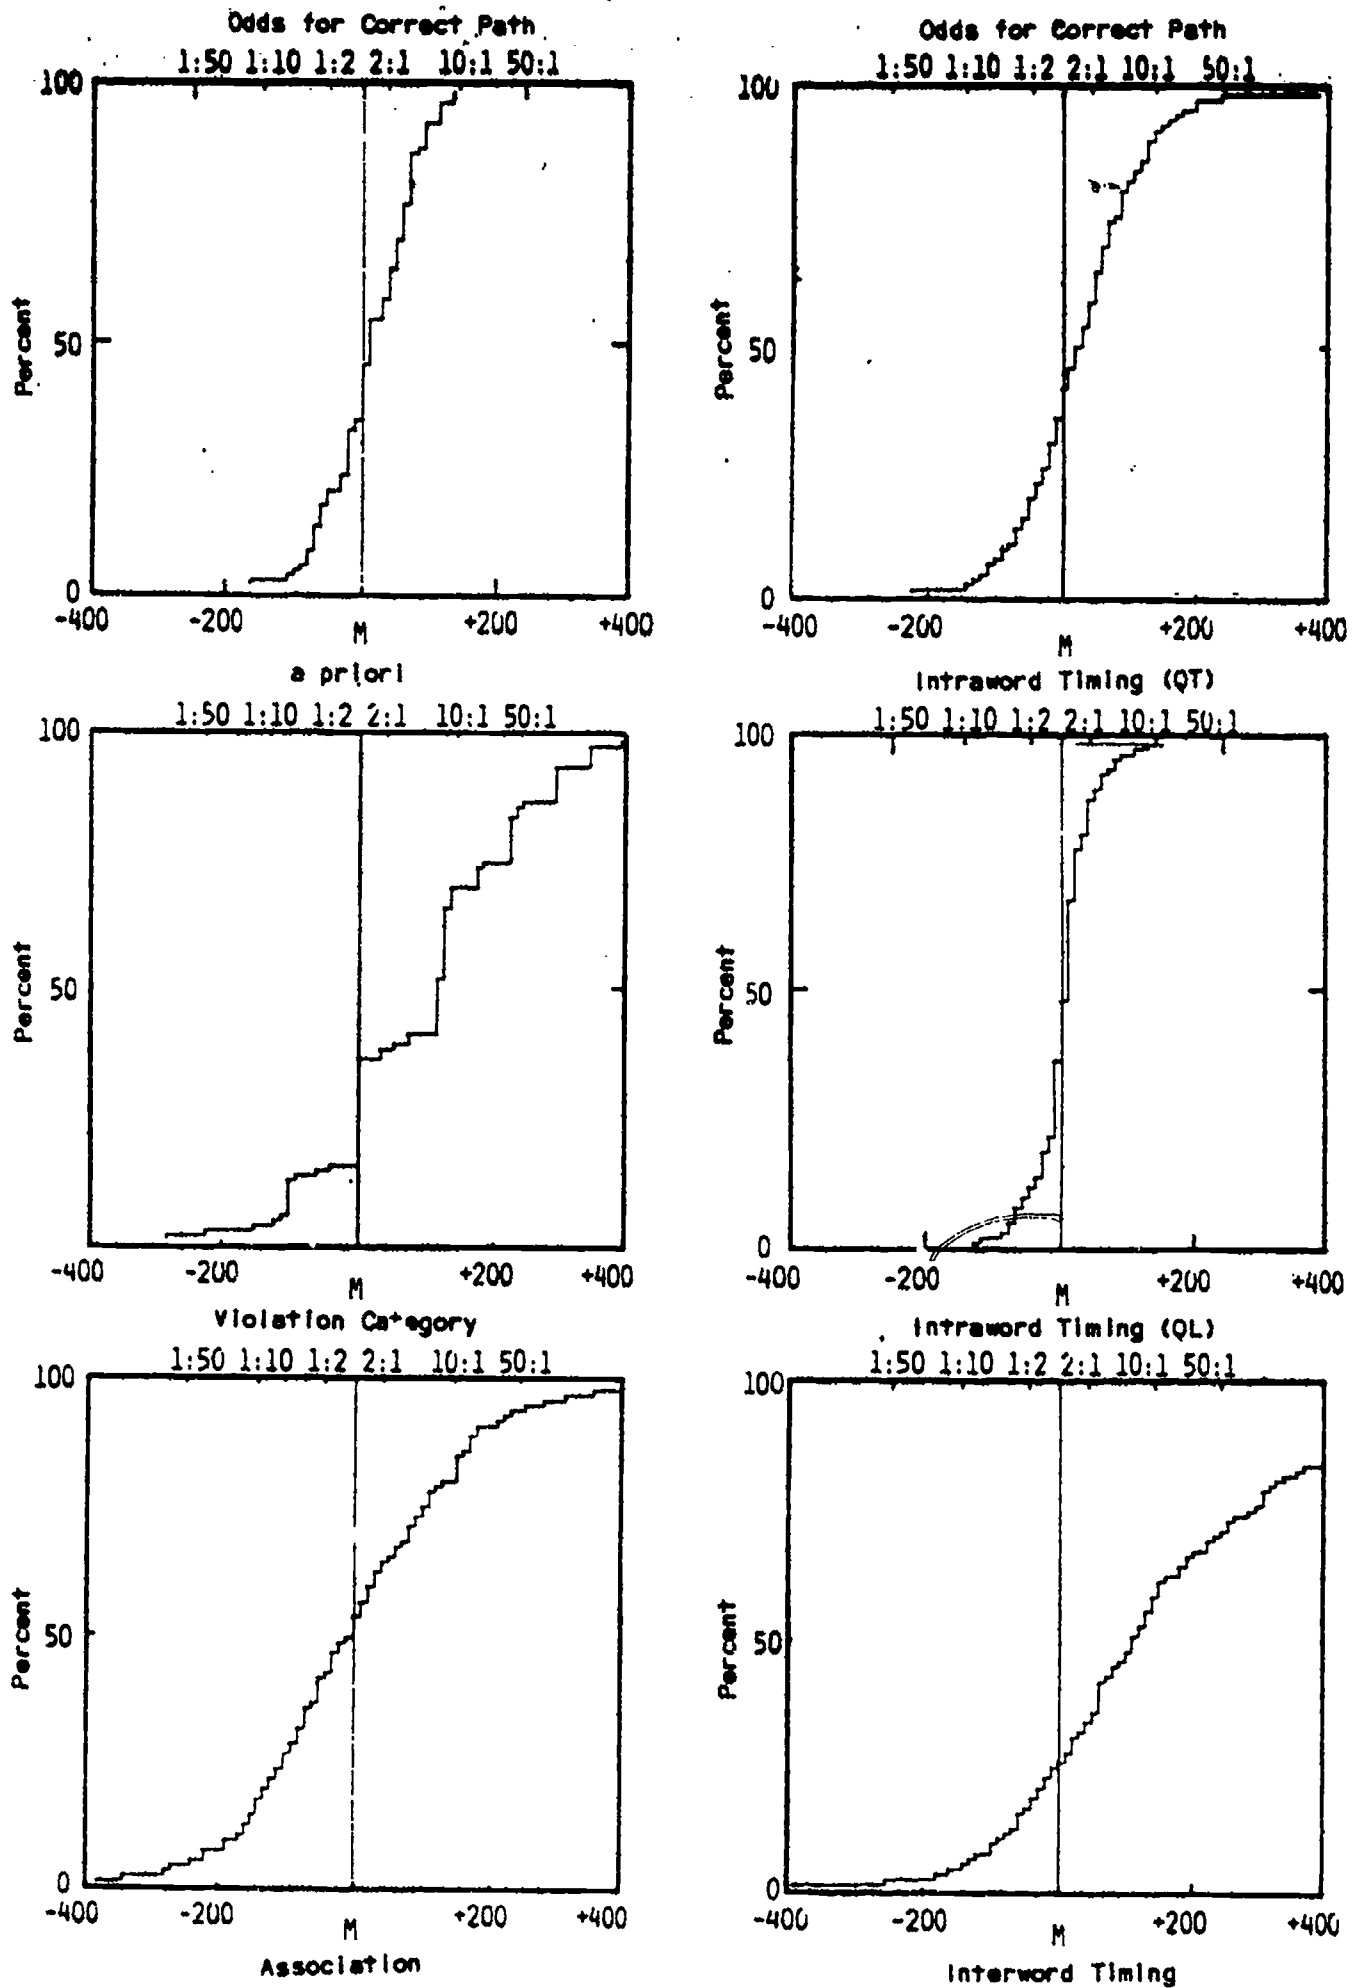 Odds for Correct Path
1:50 1:10 1:2 2:1 10:1 50:1
100
Percent
50
0
-400 -200 M +200 +400
a priori
Odds for Correct Path
1:50 1:10 1:2 2:1 10:1 50:1
100
Percent
50
0
-400 -200 M +200 +400
Intraword Timing (QT)
1:50 1:10 1:2 2:1 10:1 50:1
100
Percent
50
-400 -200 M +200 +400
Violation Category
1:50 1:10 1:2 2:1 10:1 50:1
100
Percent
50
0
-400 -200 M +200 +400
Intraword Timing (QL)
1:50 1:10 1:2 2:1 10:1 50:1
100
Percent
50
0
-400 -200 M +200 +400
Association
1:50 1:10 1:2 2:1 10:1 50:1
100
Percent
50
0
-400 -200 M +200 +400
Interword Timing